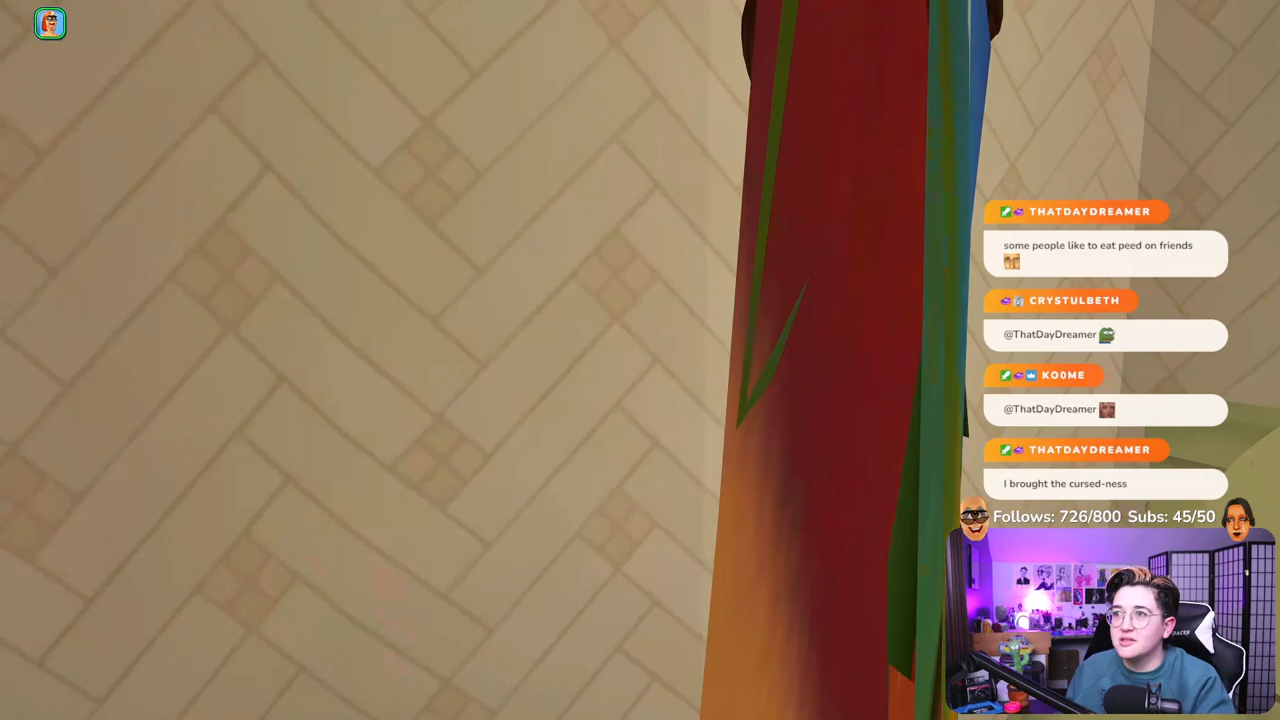 THATDAYDREAMER
some people like to eat peed on friends
CRYSTULBETH
@ThatDayDreamer
KO0ME
@ThatDayDreamer
THATDAYDREAMER
I brought the cursed-ness
Follows: 726/800 Subs: 45/50